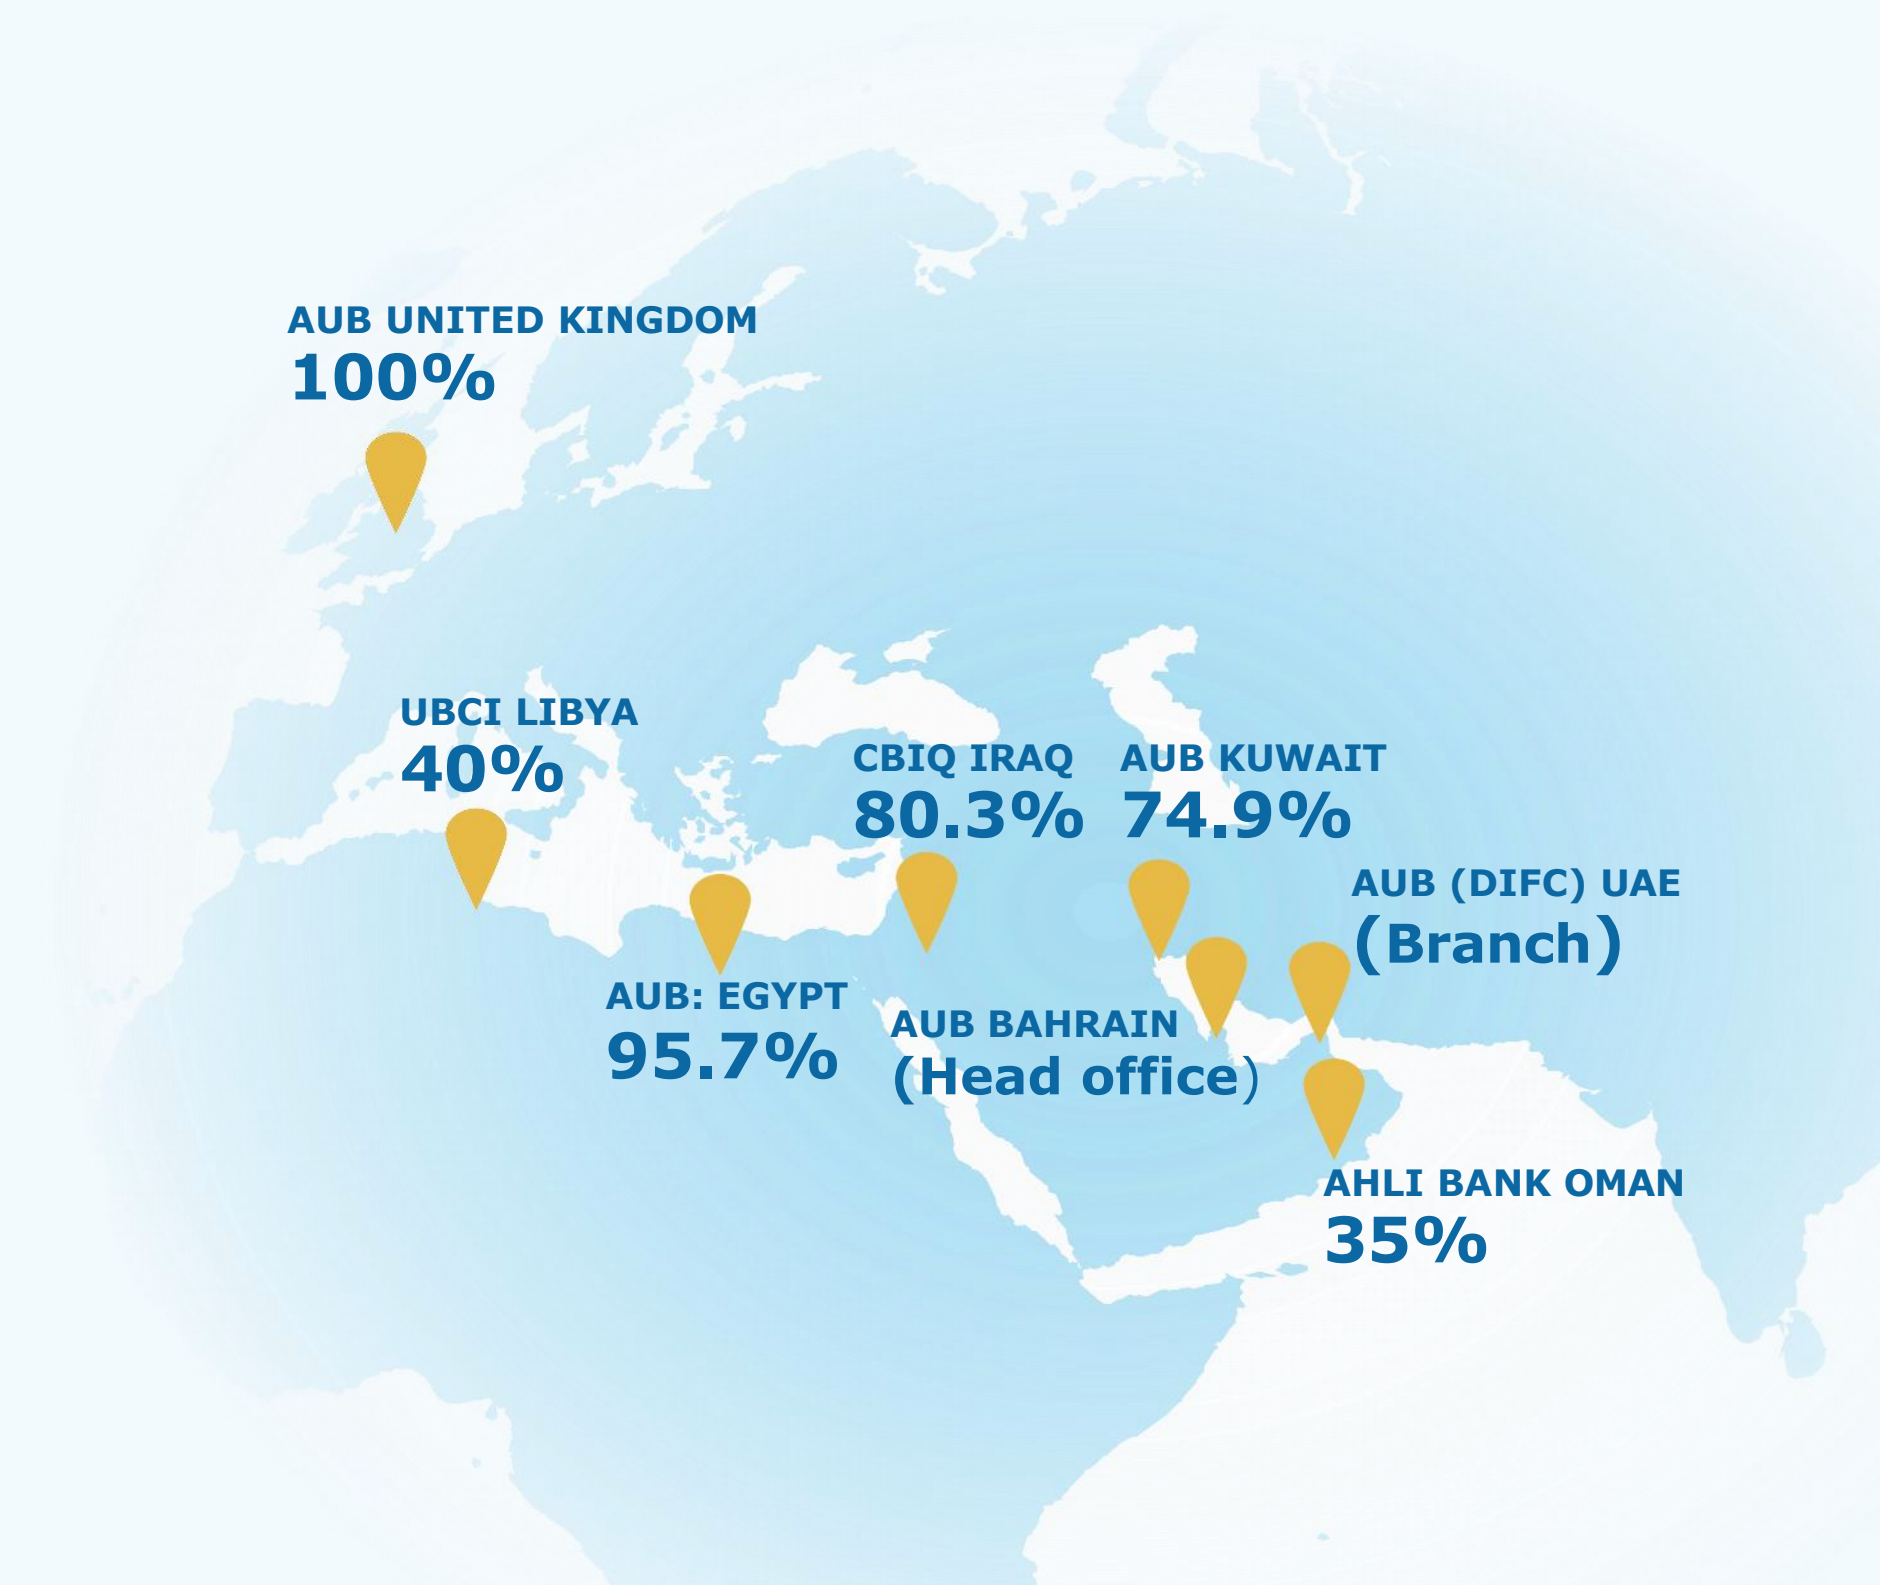 AUB UNITED KINGDOM
100%
UBCI LIBYA
40%
CBIQ IRAQ
80.3%
AUB KUWAIT
74.9%
AUB (DIFC) UAE
(Branch)
AUB: EGYPT
95.7%
AUB BAHRAIN
(Head office)
AHLI BANK OMAN
35%